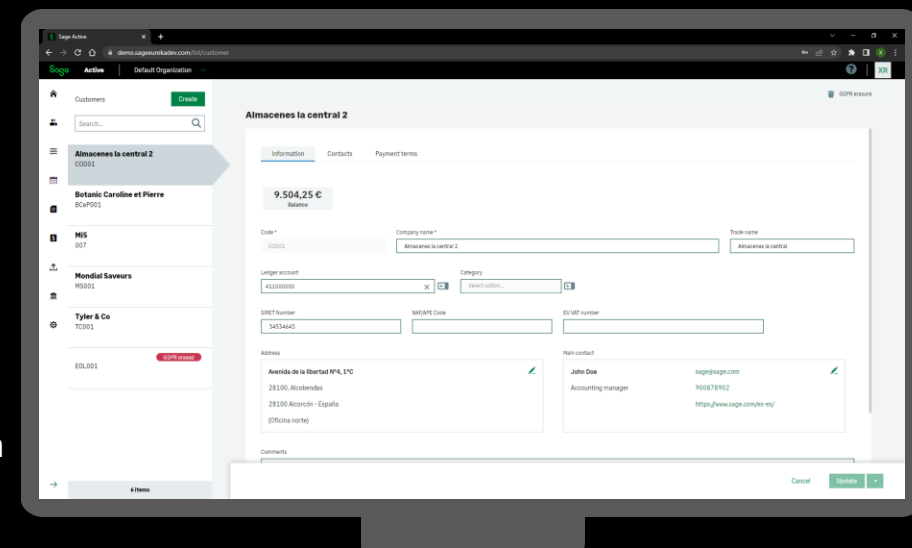 Sage Active
demo.sageeurekadev.com/list/customer
Sage Active Default Organization
XR
Customers
Create
Search...
Almacenes la central 2
COD01
Botanic Caroline et Pierre
BCeP001
Mi5
007
Mondial Saveurs
MS001
Tyler & Co
TC001
GDPR erased
EOL001
6 items
GDPR erasure
Almacenes la central 2
Information Contacts Payment terms
9.504,25 €
Balance
Code * Company name * Trade name
COD01 Almacenes la central 2 Almacenes la central
Ledger account Category
411000000 Select option...
SIRET Number NAF/APE Code EU VAT number
34534643
Address
Avenida de la libertad Nº4, 1ºC
28100, Alcobendas
28100 Alcorcón - España
(Oficina norte)
Main contact
John Doe sage@sage.com
Accounting manager 900878902
https://www.sage.com/es-es/
Comments
Cancel Update